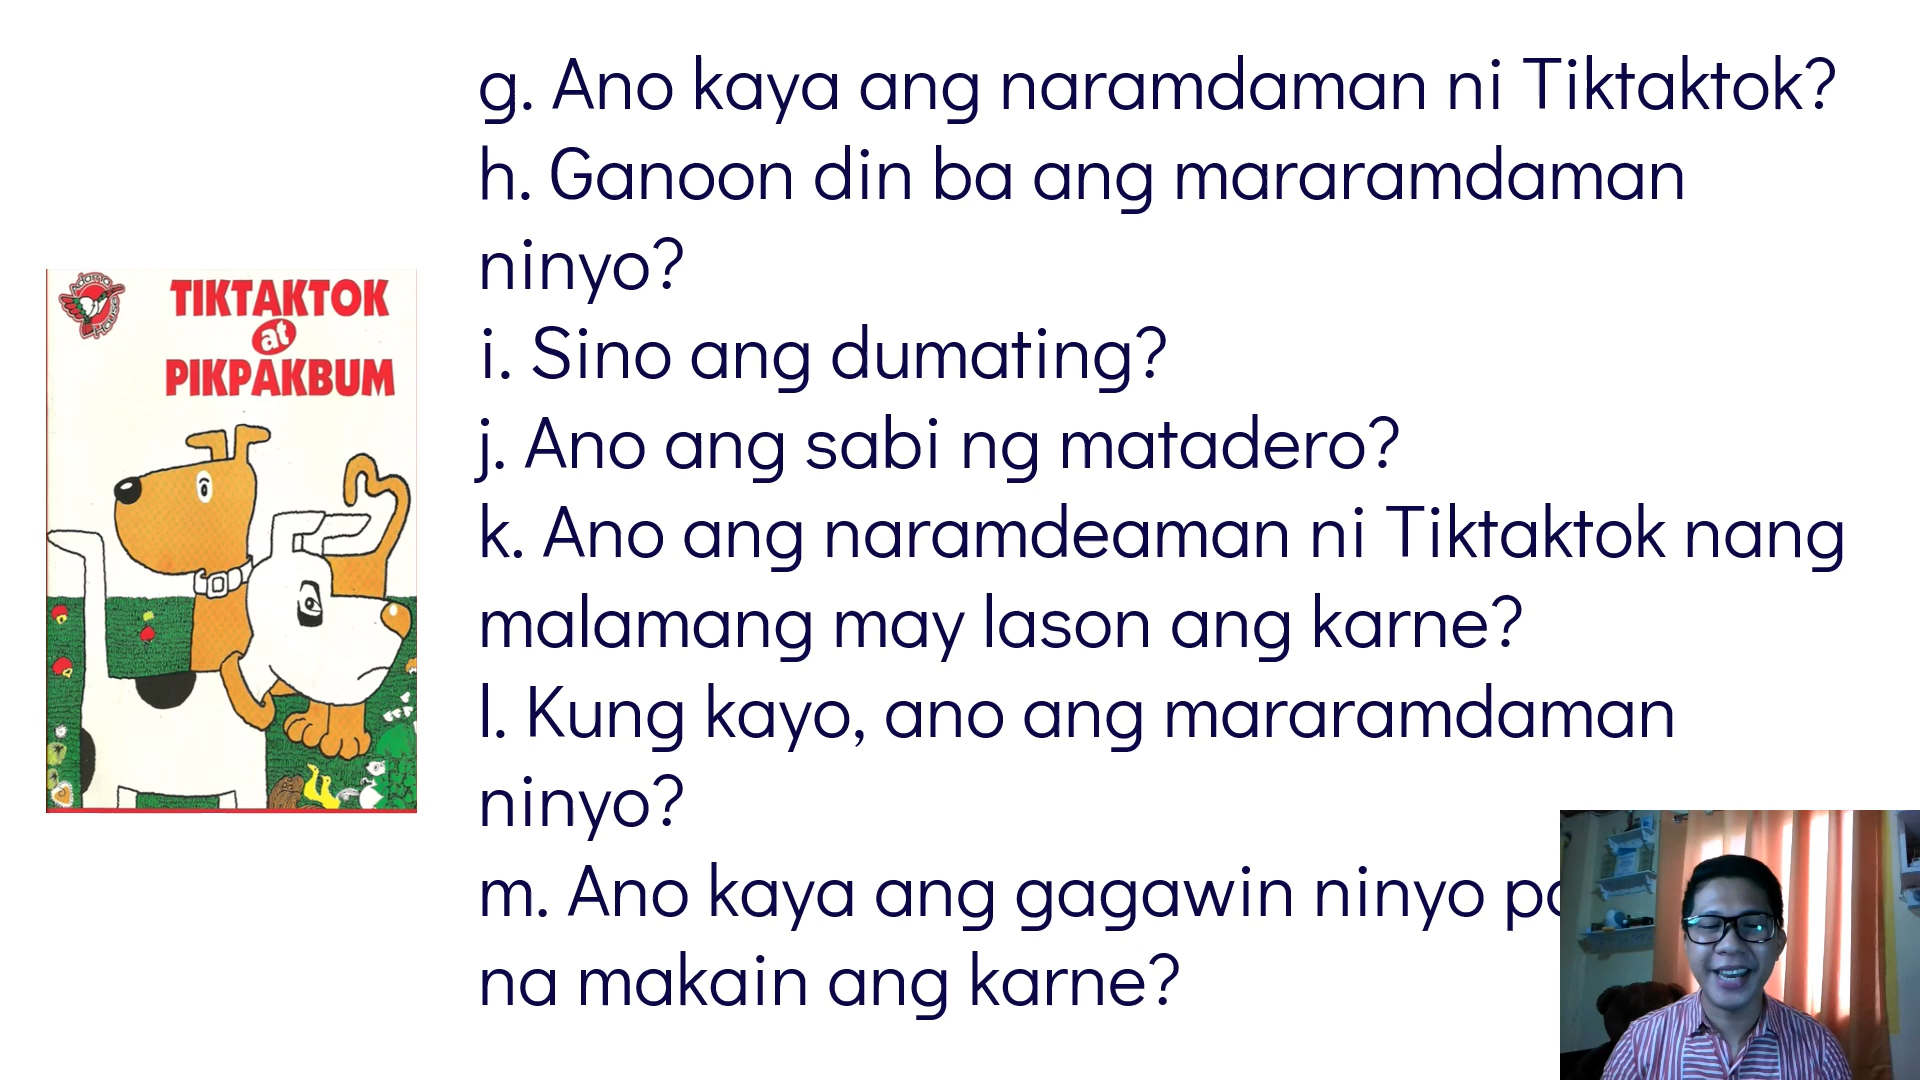 g. Ano kaya ang naramdaman ni Tiktaktok?
h. Ganoon din ba ang mararamdaman
ninyo?
i. Sino ang dumating?
j. Ano ang sabi ng matadero?
k. Ano ang naramdeaman ni Tiktaktok nang
malamang may lason ang karne?
l. Kung kayo, ano ang mararamdaman
ninyo?
m. Ano kaya ang gagawin ninyo
na makain ang karne?
Adarna
House
TIKTAKTOK
at
PIKPAKBUM